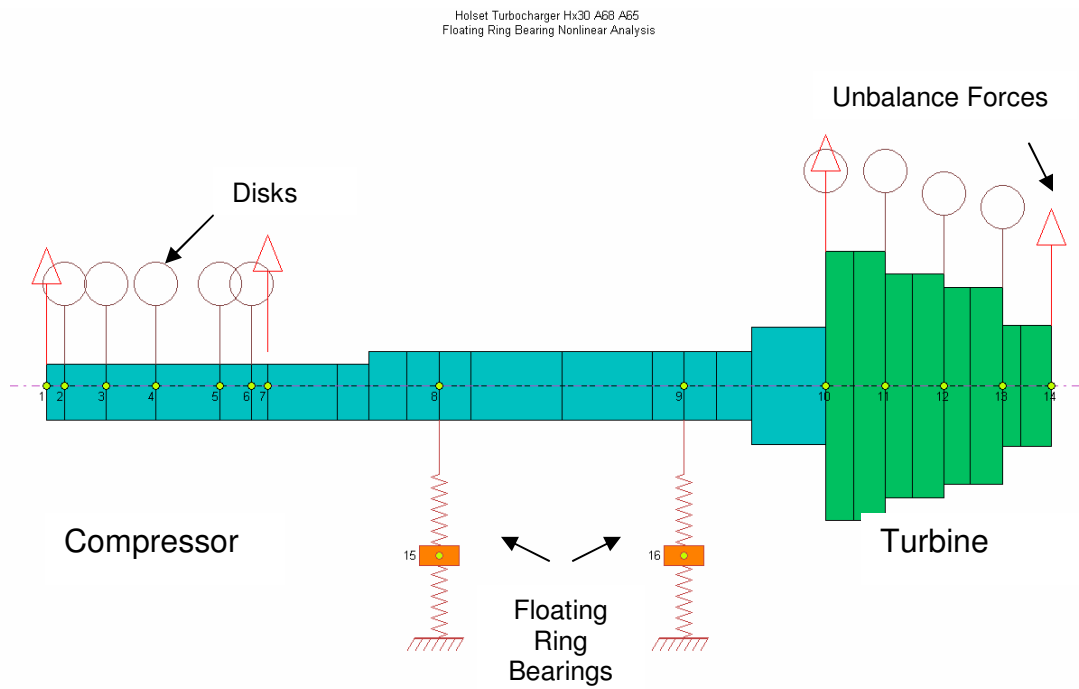 Holset Turbocharger Hx30 A68 A65
Floating Ring Bearing Nonlinear Analysis
Unbalance Forces
Disks
1 2 3 4 5 6 7 8 9 10 11 12 13 14
Compressor
15
16
Turbine
Floating
Ring
Bearings